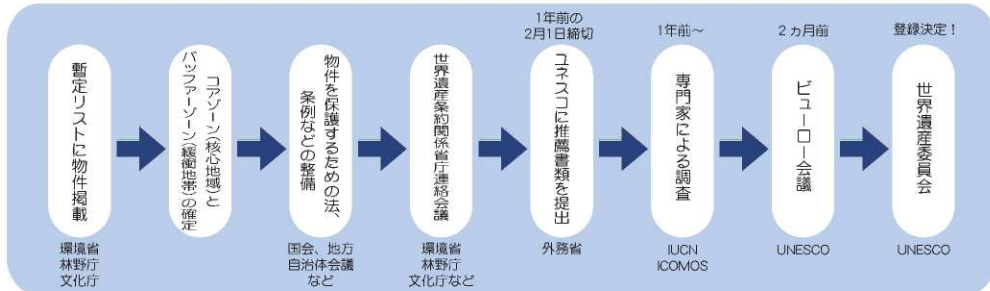 暫定リストに物件掲載
環境省
林野庁
文化庁
コアゾーン(核心地域)と
バッファーゾーン(緩衝地帯)の確定
物件を保護するための法、
条例などの整備
国会、地方
自治体会議
など
世界遺産条約関係省庁連絡会議
環境省
林野庁
文化庁など
1年前の
2月1日締切
ユネスコに推薦書類を提出
外務省
1年前～
専門家による調査
IUCN
ICOMOS
2ヵ月前
ビューロー会議
UNESCO
登録決定！
世界遺産委員会
UNESCO